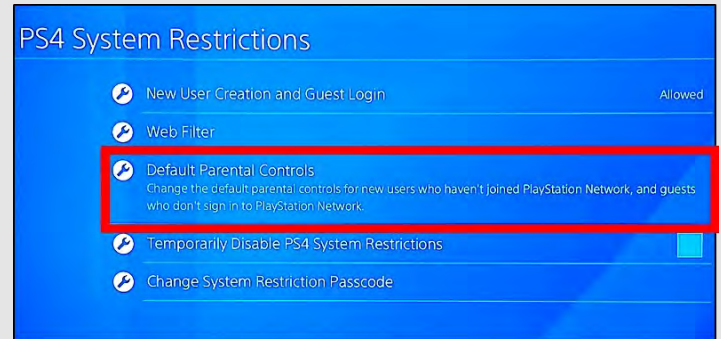 PS4 System Restrictions
New User Creation and Guest Login Allowed
Web Filter
Default Parental Controls
Change the default parental controls for new users who haven't joined PlayStation Network, and guests
who don't sign in to PlayStation Network.
Temporarily Disable PS4 System Restrictions
Change System Restriction Passcode